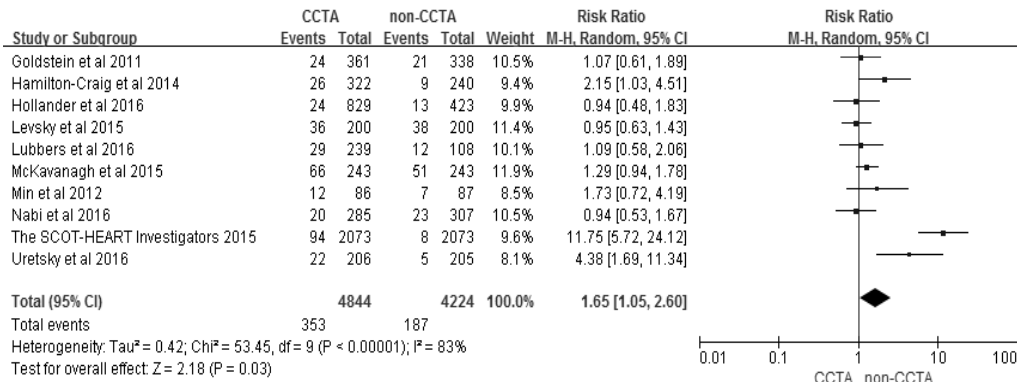 CCTA non-CCTA Risk Ratio Risk Ratio
Study or Subgroup Events Total Events Total Weight M-H, Random, 95% CI M-H, Random, 95% CI
Goldstein et al 2011 24 361 21 338 10.5% 1.07 [0.61, 1.89]
Hamilton-Craig et al 2014 26 322 9 240 9.4% 2.15 [1.03, 4.51]
Hollander et al 2016 24 829 13 423 9.9% 0.94 [0.48, 1.83]
Levsky et al 2015 36 200 38 200 11.4% 0.95 [0.63, 1.43]
Lubbers et al 2016 29 239 12 108 10.1% 1.09 [0.58, 2.06]
McKavanagh et al 2015 66 243 51 243 11.9% 1.29 [0.94, 1.78]
Min et al 2012 12 86 7 87 8.5% 1.73 [0.72, 4.19]
Nabi et al 2016 20 285 23 307 10.5% 0.94 [0.53, 1.67]
The SCOT-HEART Investigators 2015 94 2073 8 2073 9.6% 11.75 [5.72, 24.12]
Uretsky et al 2016 22 206 5 205 8.1% 4.38 [1.69, 11.34]
Total (95% CI) 4844 4224 100.0% 1.65 [1.05, 2.60]
Total events 353 187
Heterogeneity: Tau² = 0.42; Chi² = 53.45, df = 9 (P < 0.00001); I² = 83%
Test for overall effect: Z = 2.18 (P = 0.03)
0.01 0.1 1 10 100
CCTA non-CCTA